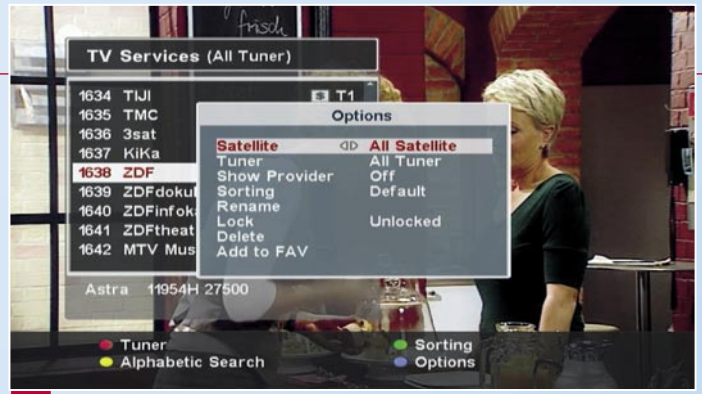 frisch
TV Services (All Tuner)
1634 TIJI $ T1
1635 TMC
1636 3sat
1637 KiKa
1638 ZDF
1639 ZDFdokul
1640 ZDFinfok
1641 ZDFtheat
1642 MTV Mus
Options
Satellite All Satellite
Tuner All Tuner
Show Provider Off
Sorting Default
Rename
Lock Unlocked
Delete
Add to FAV
Astra 11954H 27500
Tuner Sorting
Alphabetic Search Options